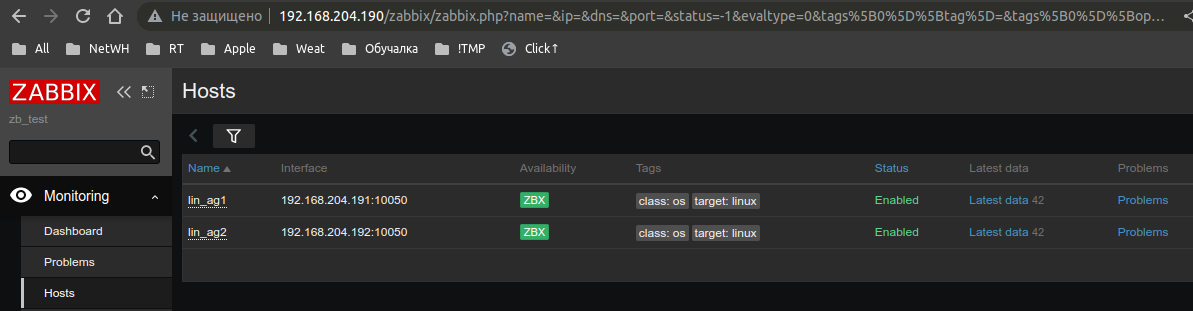 Не защищено 192.168.204.190/zabbix/zabbix.php?name=&ip=&dns=&port=&status=-1&evaltype=0&tags%5B0%5D%5Btag%5D=&tags%5B0%5D%5Bop...
All NetWH RT Apple Weat Обучалка !TMP Click↑
ZABBIX
Hosts
zb_test
Name Interface Availability Tags Status Latest data Problems
Monitoring
lin_ag1 192.168.204.191:10050 ZBX class: os target: linux Enabled Latest data 42 Problems
Dashboard
lin_ag2 192.168.204.192:10050 ZBX class: os target: linux Enabled Latest data 42 Problems
Problems
Hosts